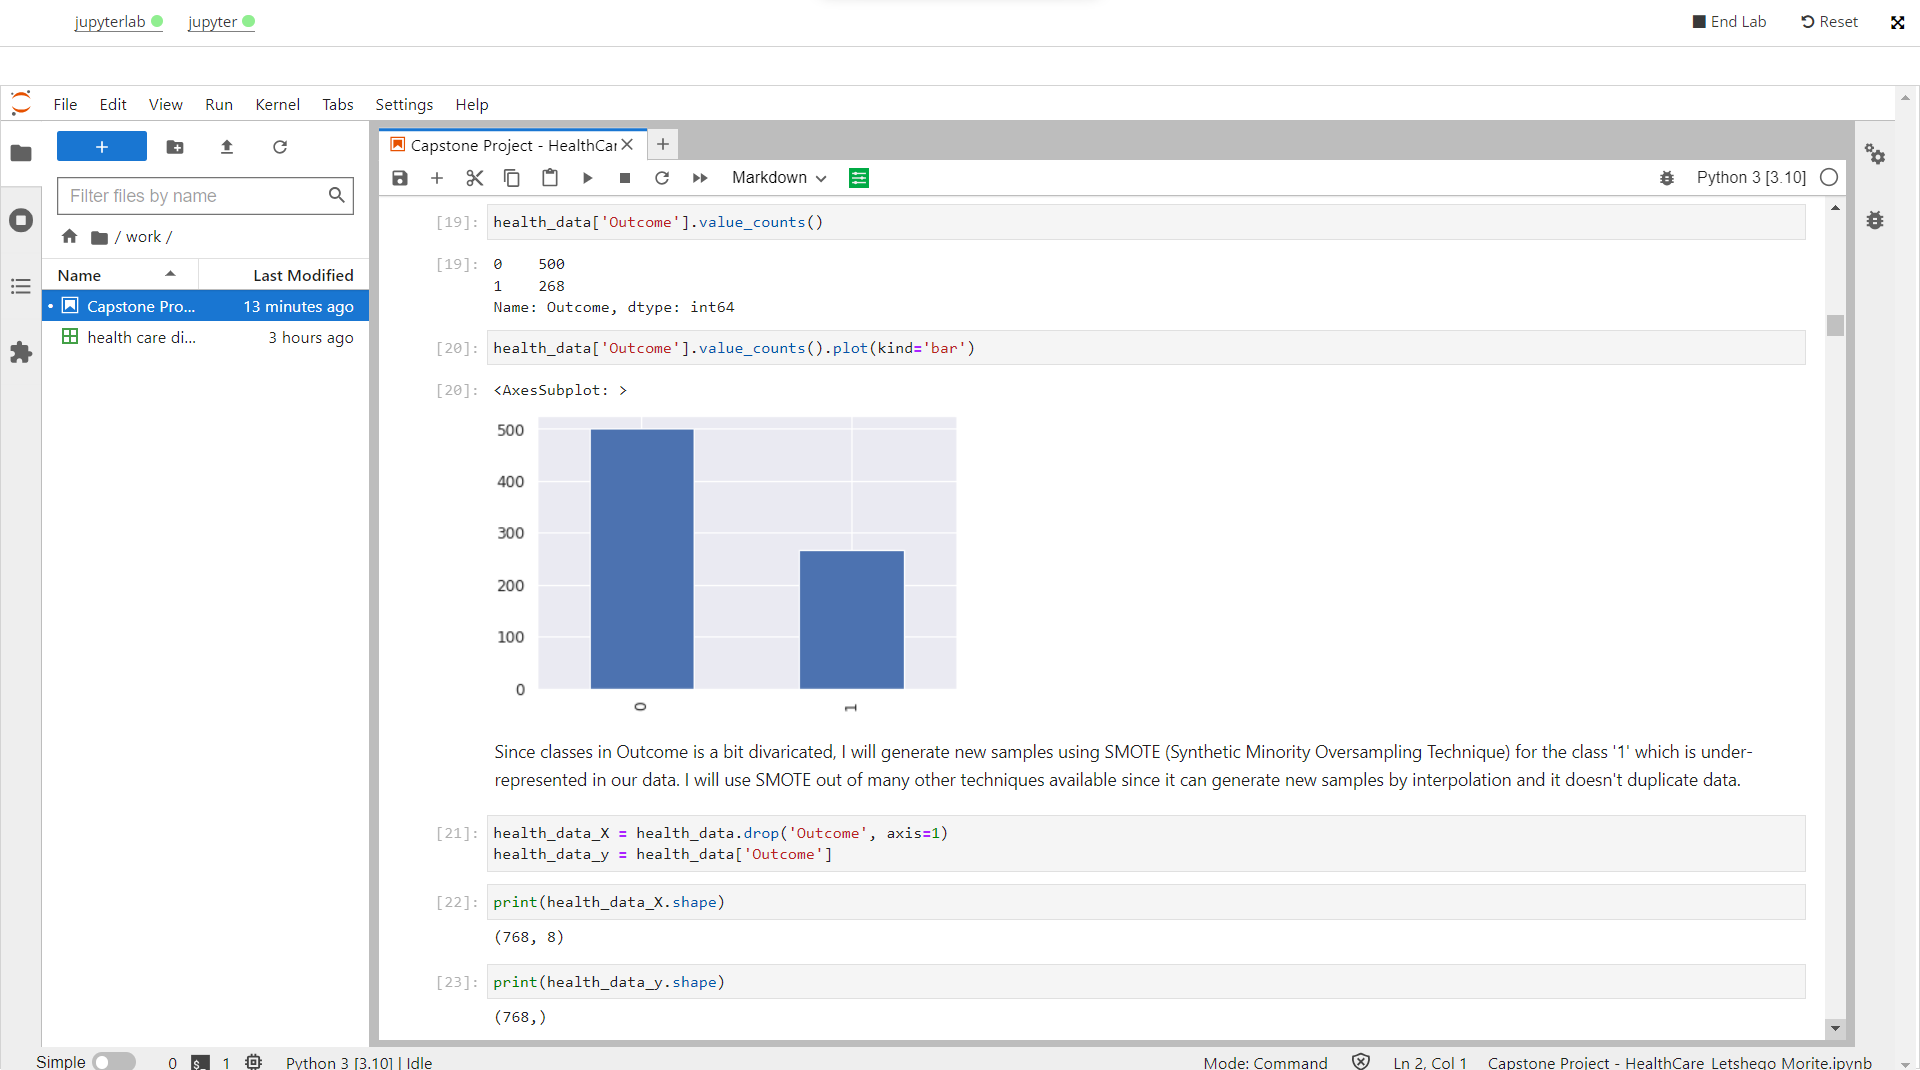 jupyterlab jupyter End Lab Reset
File Edit View Run Kernel Tabs Settings Help
Capstone Project - HealthCar
Filter files by name
Markdown
Python 3 [3.10]
/ work /
Name Last Modified
Capstone Pro... 13 minutes ago
health care di... 3 hours ago
[19]: health_data['Outcome'].value_counts()
[19]: 0 500
1 268
Name: Outcome, dtype: int64
[20]: health_data['Outcome'].value_counts().plot(kind='bar')
[20]: <AxesSubplot: >
500
400
300
200
100
0
0 1
Since classes in Outcome is a bit divaricated, I will generate new samples using SMOTE (Synthetic Minority Oversampling Technique) for the class '1' which is under-
represented in our data. I will use SMOTE out of many other techniques available since it can generate new samples by interpolation and it doesn't duplicate data.
[21]: health_data_X = health_data.drop('Outcome', axis=1)
health_data_y = health_data['Outcome']
[22]: print(health_data_X.shape)
(768, 8)
[23]: print(health_data_y.shape)
(768,)
Simple 0 $_ 1 Python 3 [3.10] | Idle Mode: Command Ln 2, Col 1 Capstone Project - HealthCare_Letshego Morite.ipynb